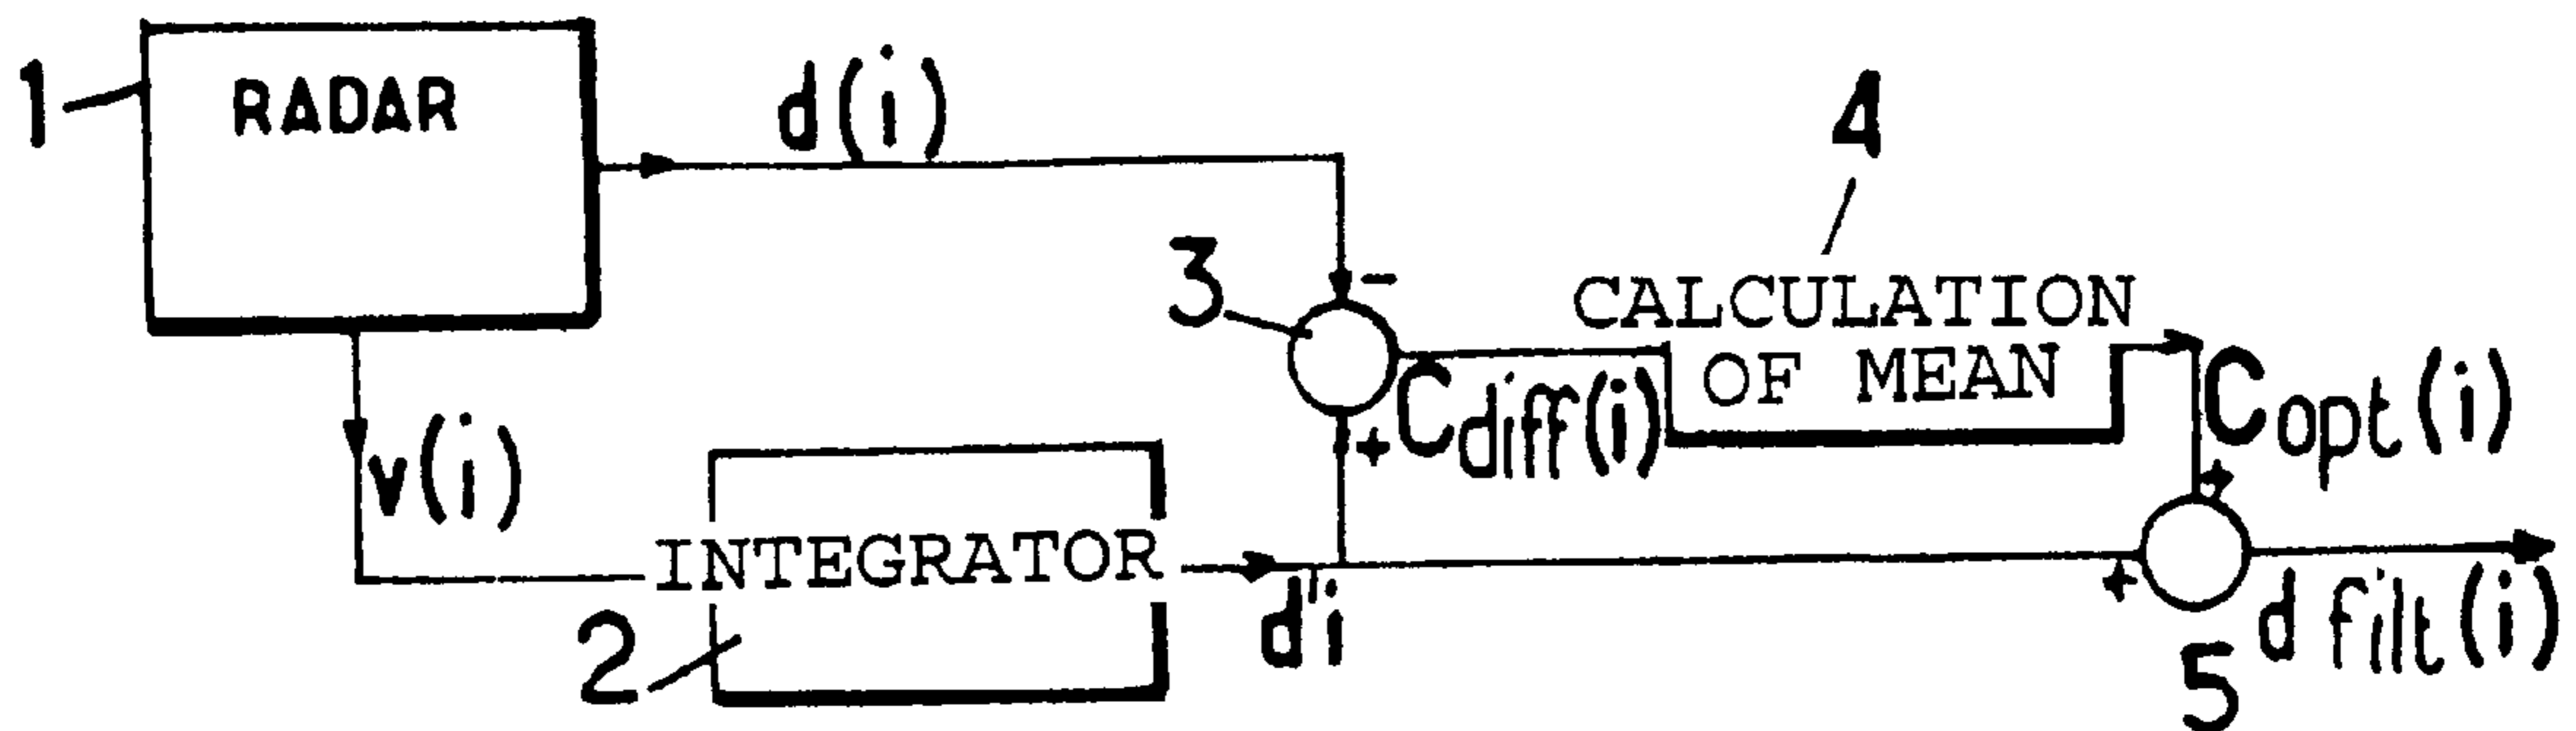 1
RADAR
d(i)
4
3
-
CALCULATION
OF MEAN
Cdiff(i)
Copt(i)
+
+
v(i)
INTEGRATOR
2
d'i
+
5
d filt(i)